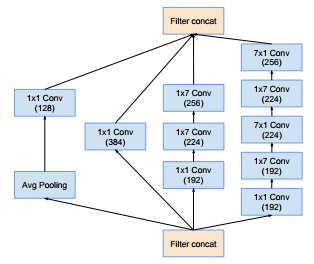 Filter concat
1x1 Conv
(128)
Avg Pooling
1x1 Conv
(384)
1x7 Conv
(256)
1x7 Conv
(224)
1x1 Conv
(192)
7x1 Conv
(256)
1x7 Conv
(224)
7x1 Conv
(224)
1x7 Conv
(192)
1x1 Conv
(192)
Filter concat